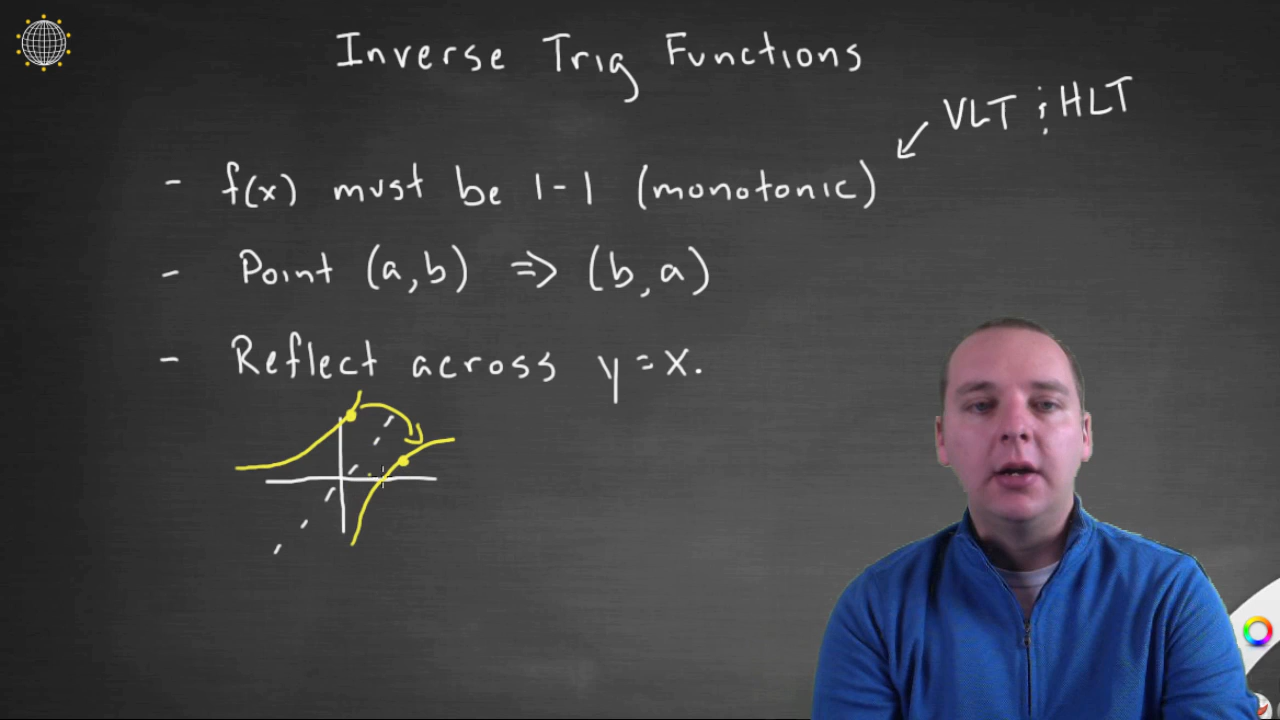 Inverse Trig Functions
VLT & HLT
- f(x) must be 1-1 (monotonic)
- Point (a,b) => (b,a)
- Reflect across y=x.